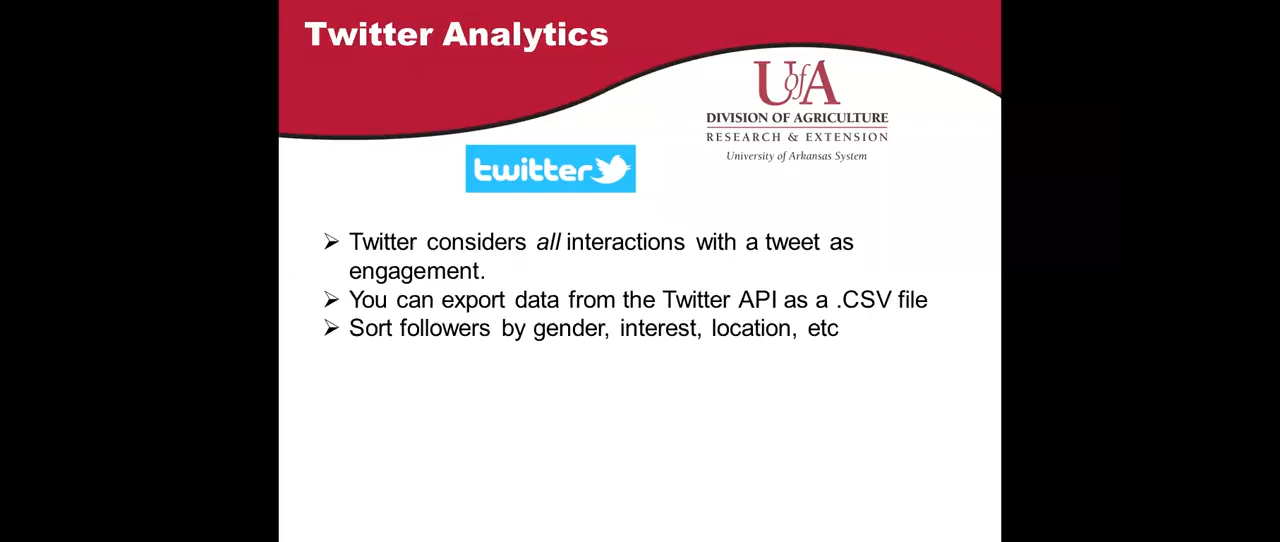 Twitter Analytics
UofA
DIVISION OF AGRICULTURE
RESEARCH & EXTENSION
University of Arkansas System
twitter
➢ Twitter considers all interactions with a tweet as
engagement.
➢ You can export data from the Twitter API as a .CSV file
➢ Sort followers by gender, interest, location, etc